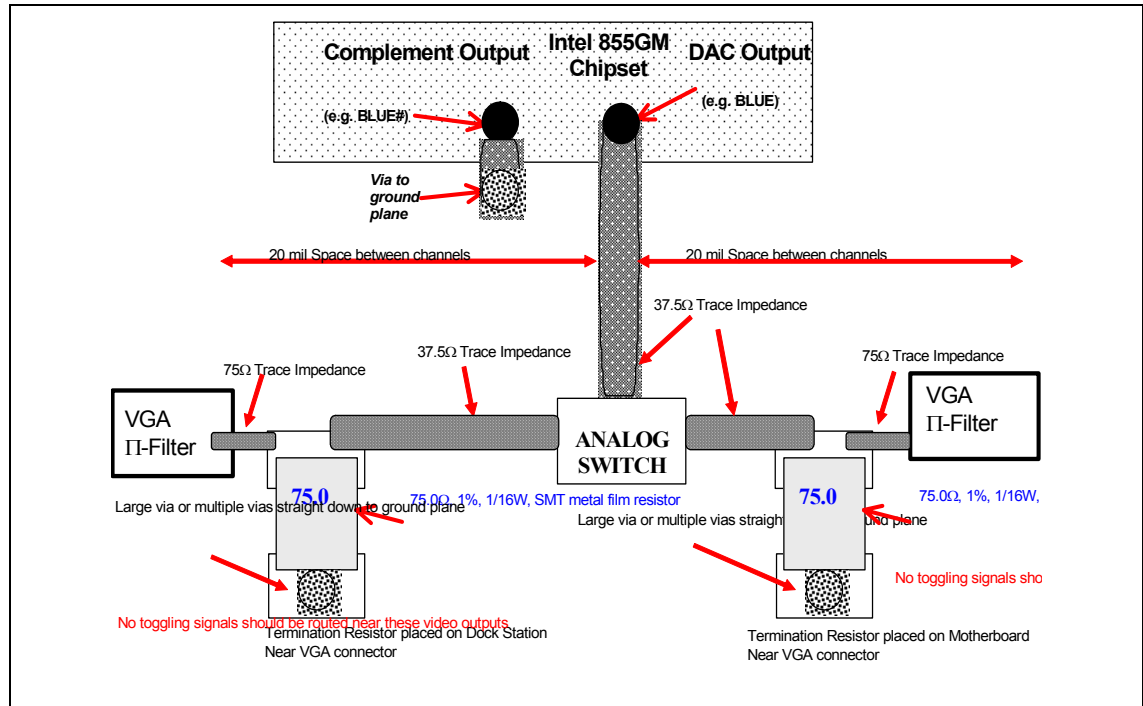 Complement Output
Intel 855GM
Chipset
DAC Output
(e.g. BLUE#)
(e.g. BLUE)
Via to
ground
plane
20 mil Space between channels
20 mil Space between channels
37.5Ω Trace Impedance
37.5Ω Trace Impedance
75Ω Trace Impedance
75Ω Trace Impedance
VGA
Π-Filter
ANALOG
SWITCH
VGA
Π-Filter
75.0
75.0Ω, 1%, 1/16W, SMT metal film resistor
75.0
75.0Ω, 1%, 1/16W,
Large via or multiple vias straight down to ground plane
Large via or multiple vias straight plane
No toggling signals
No toggling signals should be routed near these video outputs
Termination Resistor placed on Dock Station
Near VGA connector
Termination Resistor placed on Motherboard
Near VGA connector